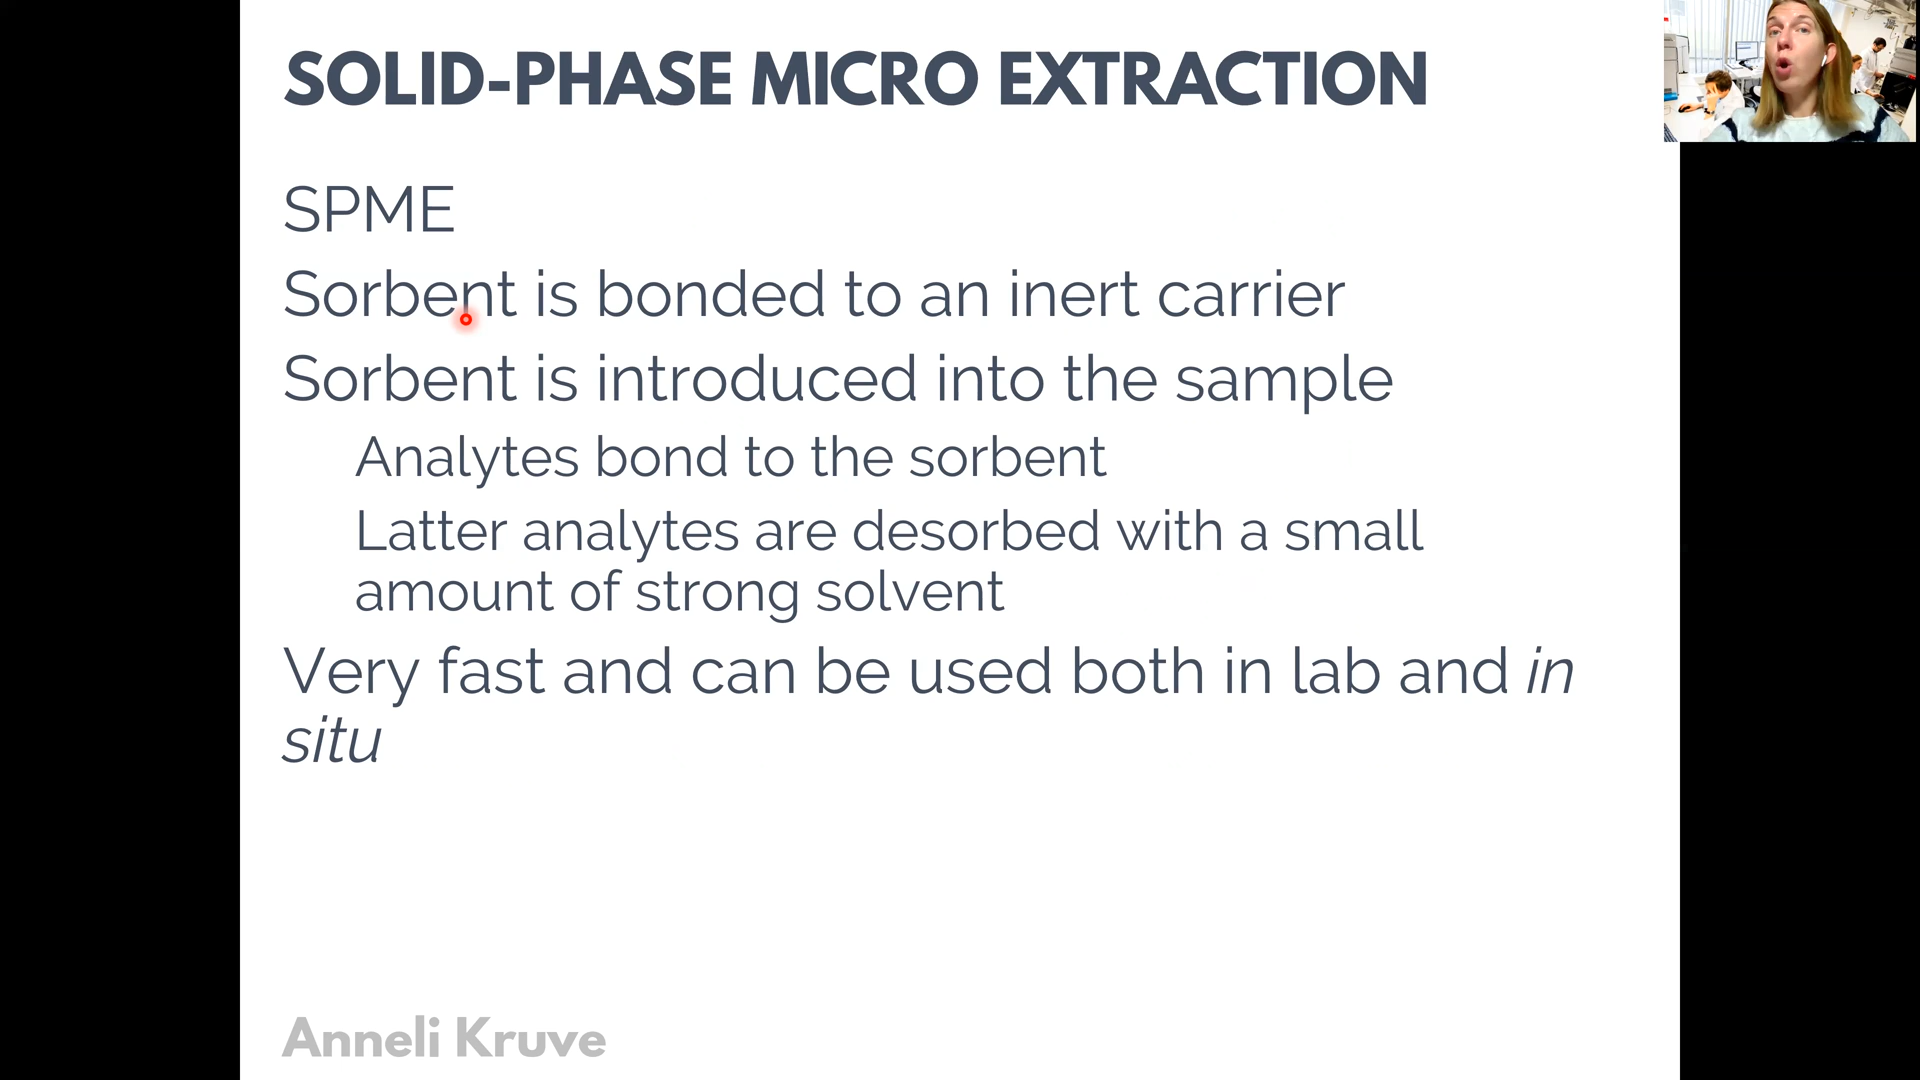 SOLID-PHASE MICRO EXTRACTION
SPME
Sorbent is bonded to an inert carrier
Sorbent is introduced into the sample
Analytes bond to the sorbent
Latter analytes are desorbed with a small
amount of strong solvent
Very fast and can be used both in lab and in
situ
Anneli Kruve